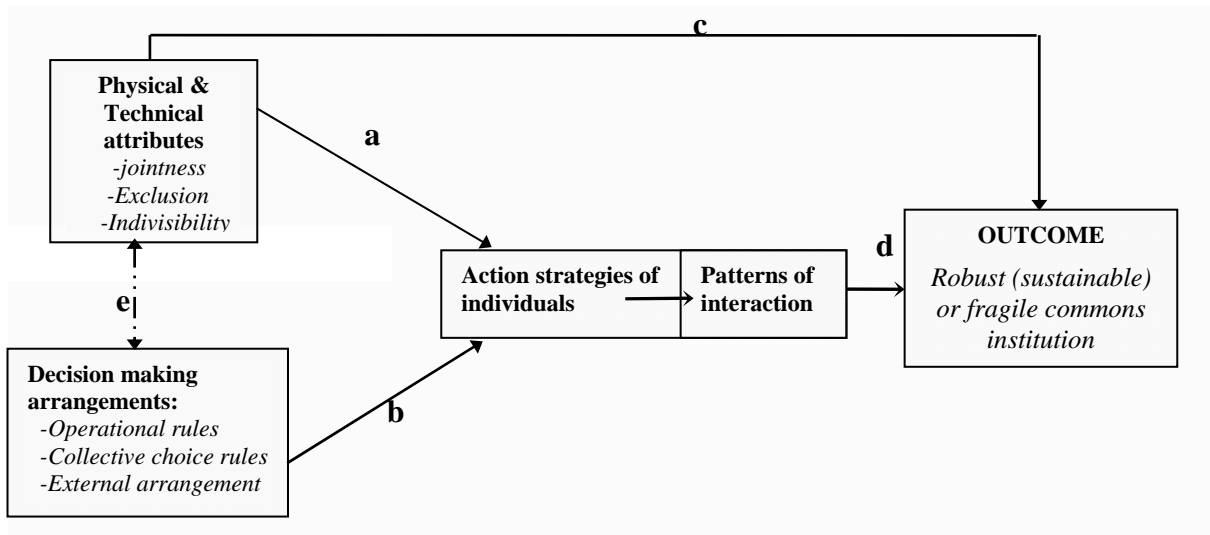 c
Physical &
Technical
attributes
-jointness
-Exclusion
-Indivisibility
a
e
Decision making
arrangements:
-Operational rules
-Collective choice rules
-External arrangement
b
Action strategies of
individuals
Patterns of
interaction
d
OUTCOME
Robust (sustainable)
or fragile commons
institution